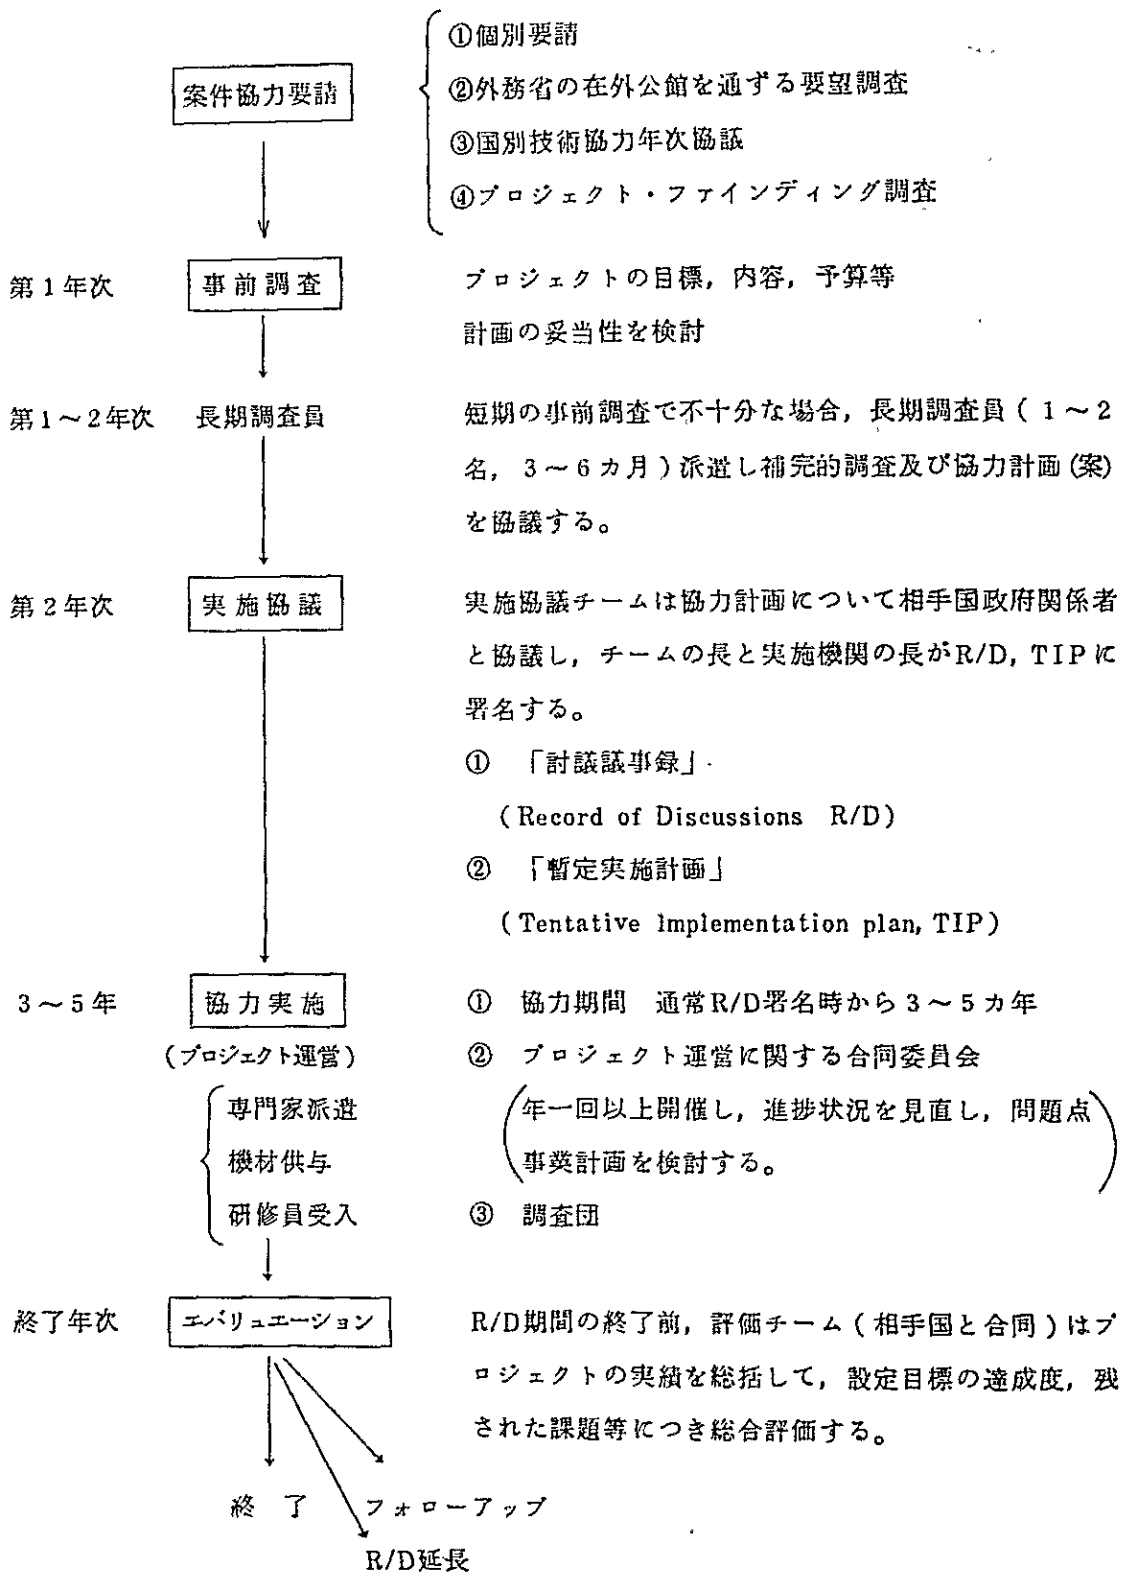 案件協力要請
①個別要請
②外務省の在外公館を通ずる要望調査
③国別技術協力年次協議
④プロジェクト・ファインディング調査
第1年次
事前調査
プロジェクトの目標，内容，予算等
計画の妥当性を検討
第1～2年次
長期調査員
短期の事前調査で不十分な場合，長期調査員（1～2
名，3～6カ月）派遣し補完的調査及び協力計画(案)
を協議する。
第2年次
実施協議
実施協議チームは協力計画について相手国政府関係者
と協議し，チームの長と実施機関の長がR/D, TIPに
署名する。
① 「討議議事録」
(Record of Discussions R/D)
② 「暫定実施計画」
(Tentative Implementation plan, TIP)
3～5年
協力実施
(プロジェクト運営)
専門家派遣
機材供与
研修員受入
① 協力期間 通常R/D署名時から3～5カ年
② プロジェクト運営に関する合同委員会
(年一回以上開催し，進捗状況を見直し，問題点
事業計画を検討する。)
③ 調査団
終了年次
エバリュエーション
R/D期間の終了前，評価チーム（相手国と合同）はプ
ロジェクトの実績を総括して，設定目標の達成度，残
された課題等につき総合評価する。
終 了
フォローアップ
R/D延長